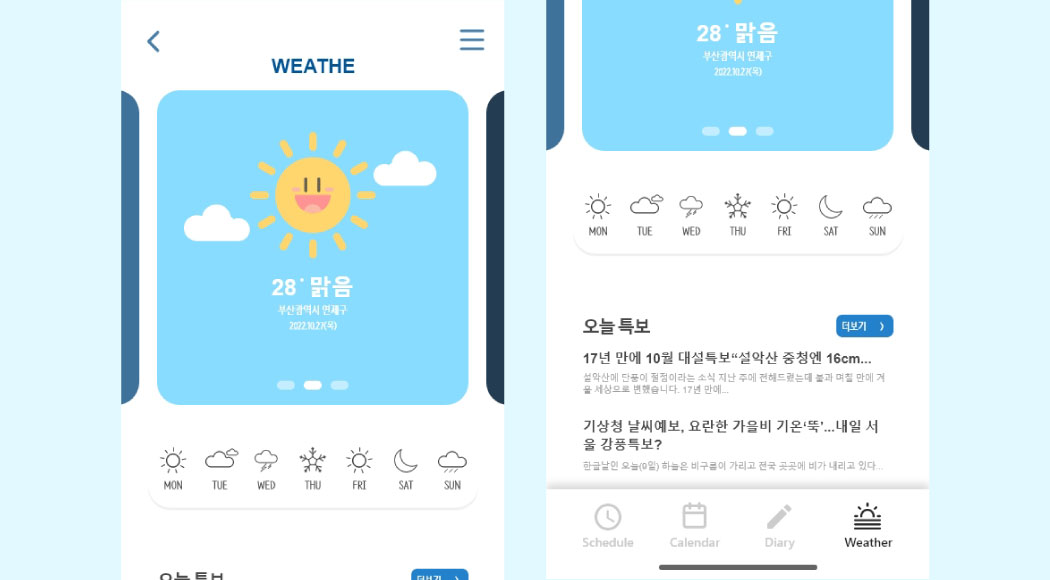 WEATHE
28° 맑음
부산광역시 연제구
2022.10.27(목)
MON TUE WED THU FRI SAT SUN
오늘 특보
더보기 〉
28° 맑음
부산광역시 연제구
2022.10.27(목)
MON TUE WED THU FRI SAT SUN
오늘 특보
더보기 〉
17년 만에 10월 대설특보“설악산 중청엔 16cm...
설악산에 단풍이 절정이라는 소식 지난 주에 전해드렸는데 불과 며칠 만에 겨
울 세상으로 변했습니다. 17년 만에...
기상청 날씨예보, 요란한 가을비 기온‘뚝’...내일 서
울 강풍특보?
한글날인 오늘(9일) 하늘은 비구름이 가리고 전국 곳곳에 비가 내리고 있다...
Schedule Calendar Diary Weather